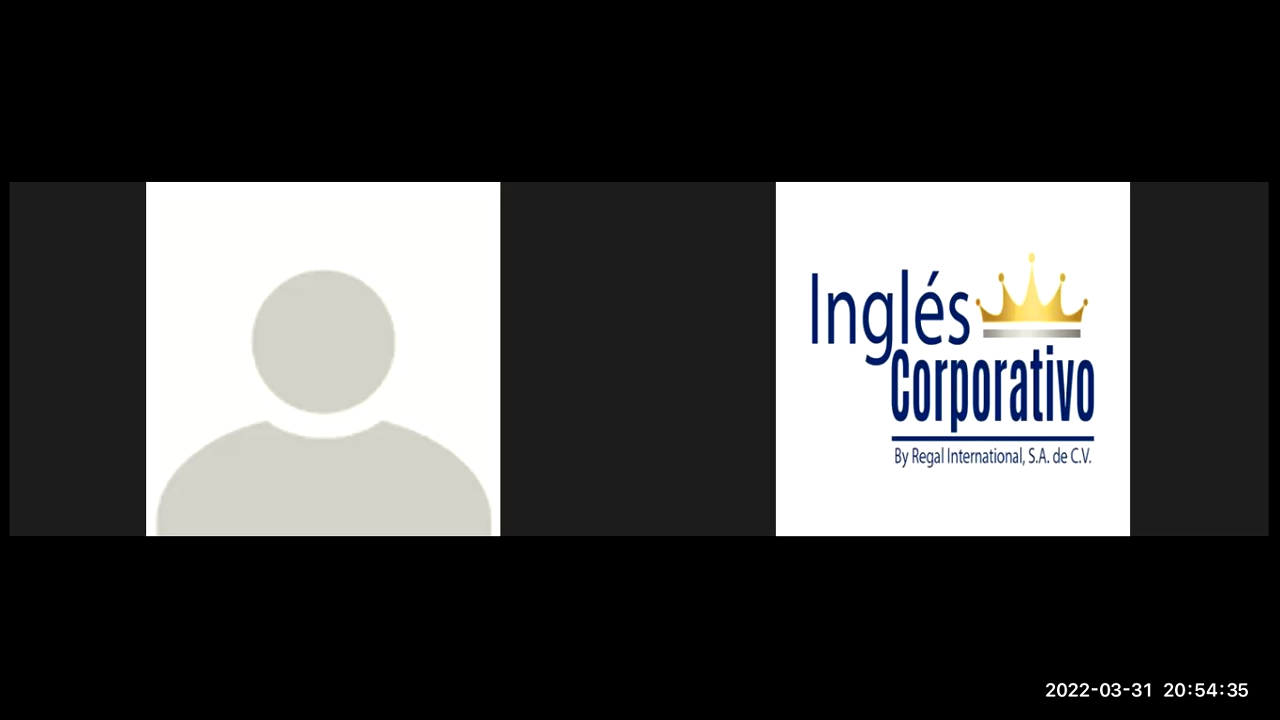 Inglés
Corporativo
By Regal International, S.A. de C.V.
2022-03-31 20:54:35